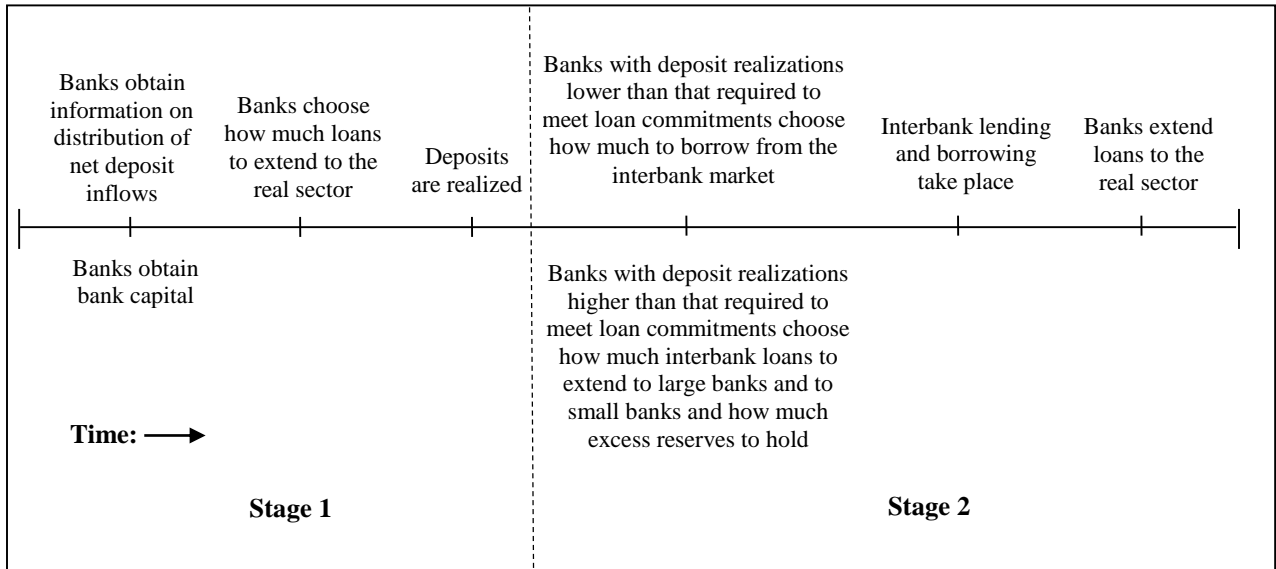 Banks obtain
information on
distribution of
net deposit
inflows
Banks choose
how much loans
to extend to the
real sector
Deposits
are realized
Banks with deposit realizations
lower than that required to
meet loan commitments choose
how much to borrow from the
interbank market
Interbank lending
and borrowing
take place
Banks extend
loans to the
real sector
Banks obtain
bank capital
Banks with deposit realizations
higher than that required to
meet loan commitments choose
how much interbank loans to
extend to large banks and to
small banks and how much
excess reserves to hold
Time:
Stage 1
Stage 2